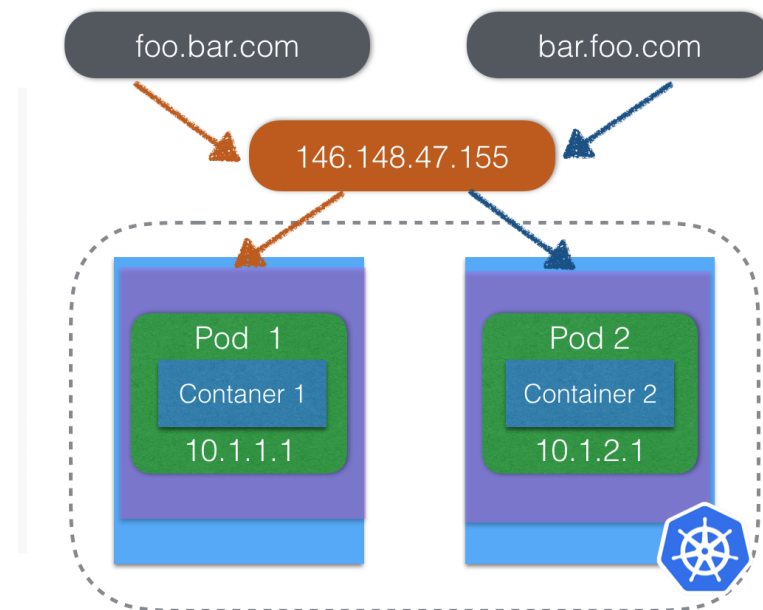 foo.bar.com
bar.foo.com
146.148.47.155
Pod 1
Contaner 1
10.1.1.1
Pod 2
Container 2
10.1.2.1